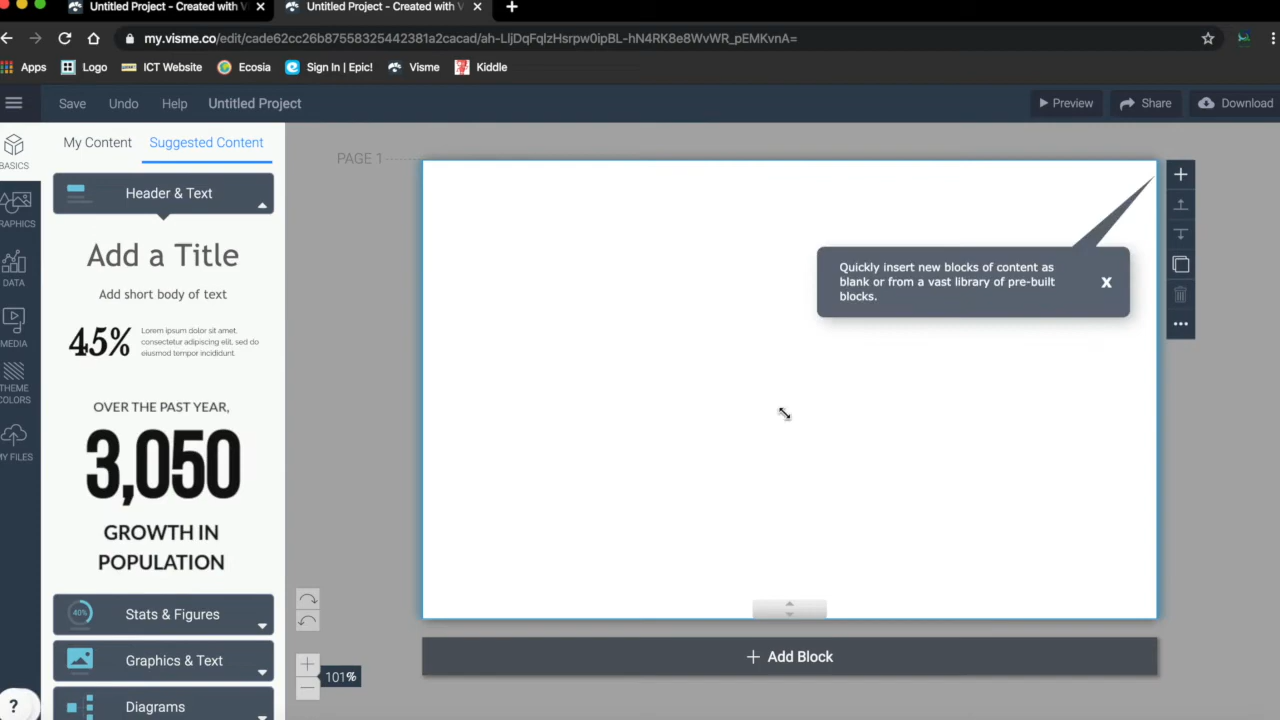 Untitled Project - Created with V
Untitled Project - Created with V
my.visme.co/edit/cade62cc26b87558325442381a2cacad/ah-LljDqFqIzHsrpw0ipBL-hN4RK8e8WvWR_pEMKvnA=
Apps Logo ICT Website Ecosia Sign In | Epic! Visme Kiddle
Save Undo Help Untitled Project Preview Share Download
BASICS
RAPHICS
DATA
MEDIA
THEME
COLORS
MY FILES
My Content Suggested Content
Header & Text
Add a Title
Add short body of text
45%
Lorem ipsum dolor sit amet,
consectetur adipiscing elit, sed do
eiusmod tempor incididunt.
OVER THE PAST YEAR,
3,050
GROWTH IN
POPULATION
40% Stats & Figures
Graphics & Text
Diagrams
?
PAGE 1
Quickly insert new blocks of content as
blank or from a vast library of pre-built
blocks.
X
+ Add Block
101%